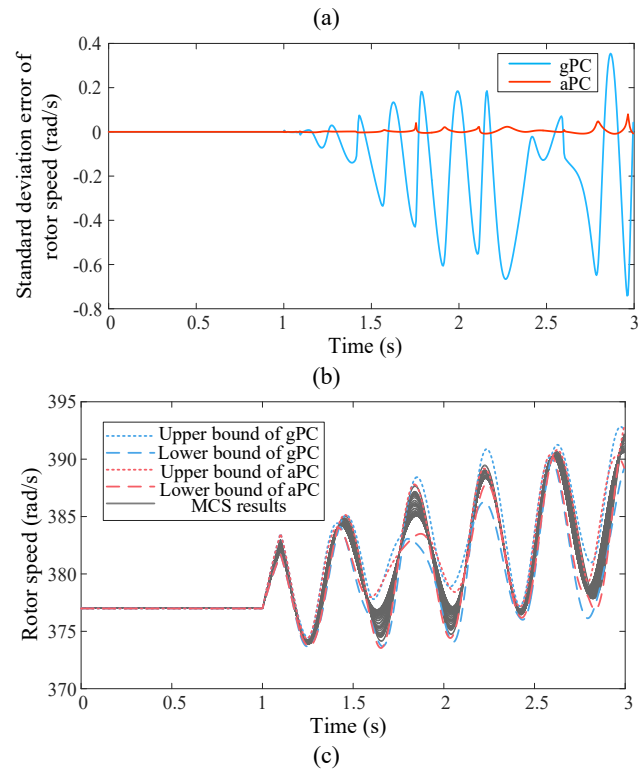 (a)
Standard deviation error of
rotor speed (rad/s)
0.4
0.2
0
-0.2
-0.4
-0.6
-0.8
gPC
aPC
0
0.5
1
1.5
2
2.5
3
Time (s)
(b)
Rotor speed (rad/s)
395
390
385
380
375
370
Upper bound of gPC
Lower bound of gPC
Upper bound of aPC
Lower bound of aPC
MCS results
0
0.5
1
1.5
2
2.5
3
Time (s)
(c)